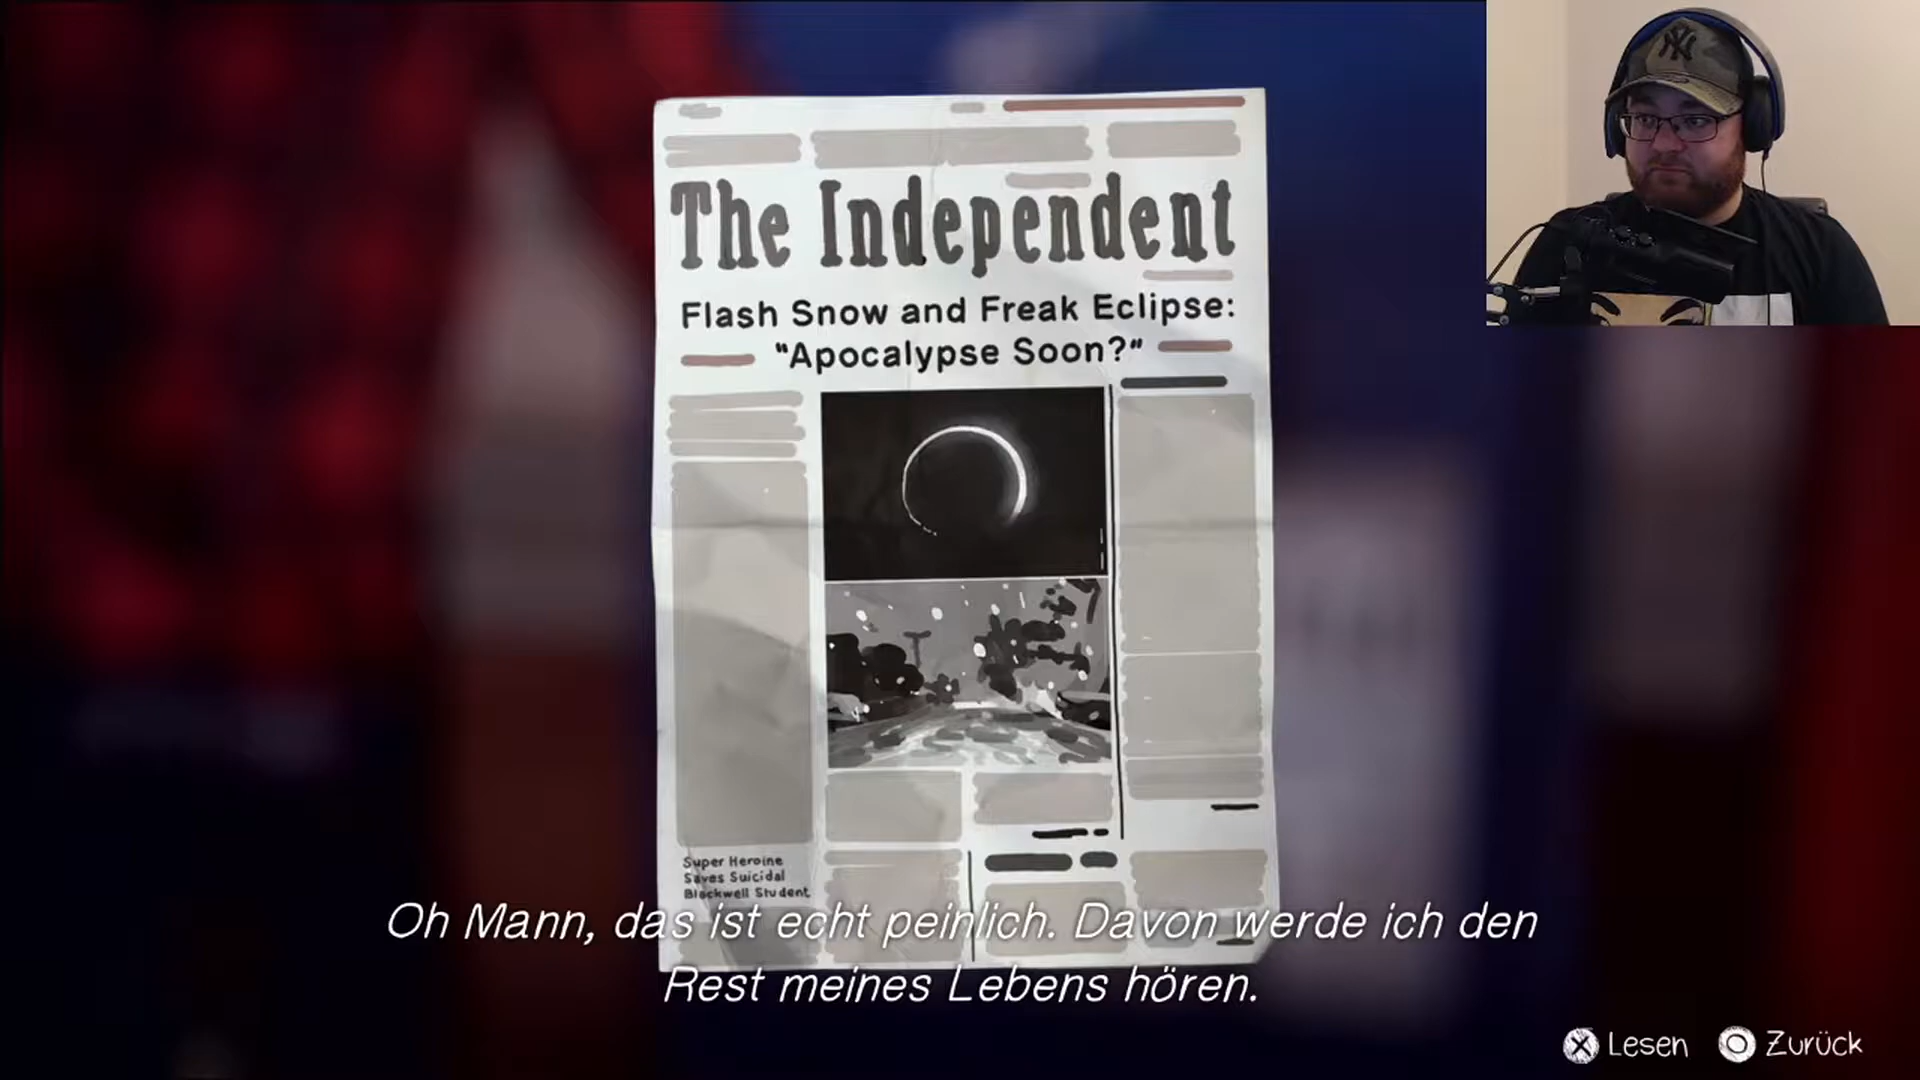 The Independent
Flash Snow and Freak Eclipse:
"Apocalypse Soon?"
Super Heroine
Saves Suicidal
Blackwell Student
Oh Mann, das ist echt peinlich. Davon werde ich den
Rest meines Lebens hören.
Lesen
Zurück